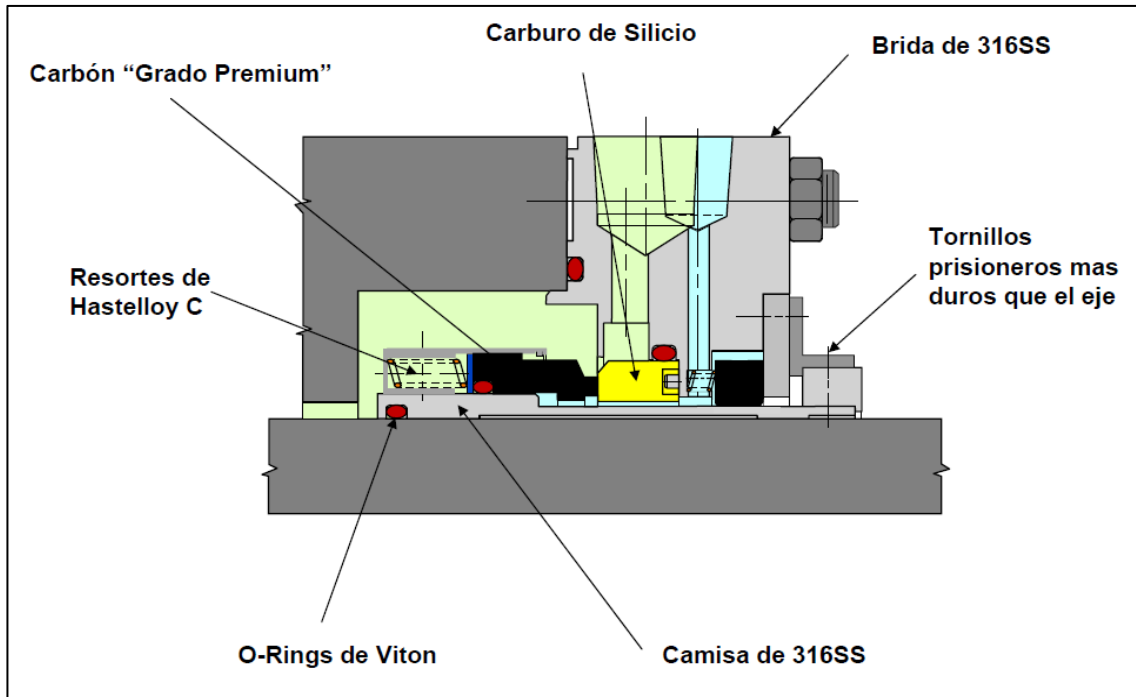 Carburo de Silicio
Brida de 316SS
Carbón “Grado Premium”
Resortes de
Hastelloy C
Tornillos
prisioneros mas
duros que el eje
O-Rings de Viton
Camisa de 316SS